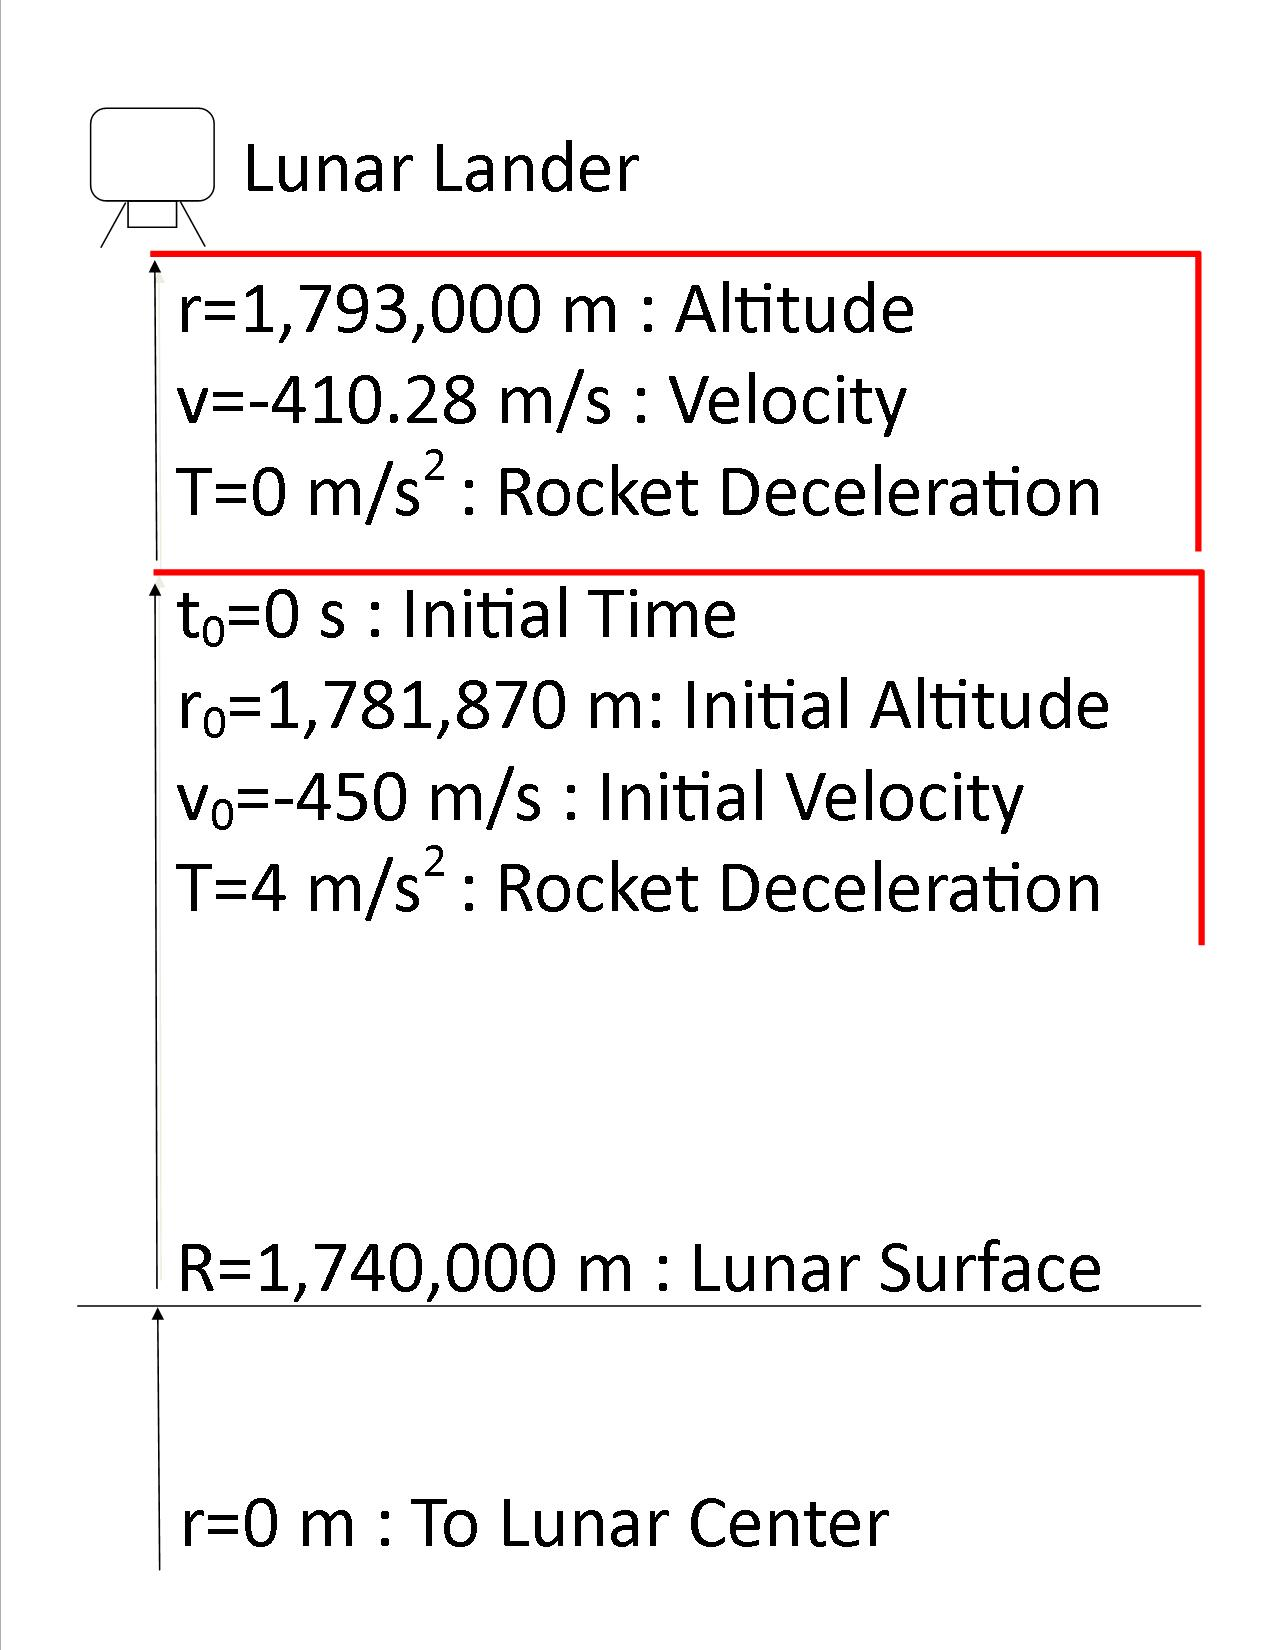 Lunar Lander
r=1,793,000 m : Altitude
v=-410.28 m/s : Velocity
T=0 m/s² : Rocket Deceleration
t₀=0 s : Initial Time
r₀=1,781,870 m: Initial Altitude
v₀=-450 m/s : Initial Velocity
T=4 m/s² : Rocket Deceleration
R=1,740,000 m : Lunar Surface
r=0 m : To Lunar Center